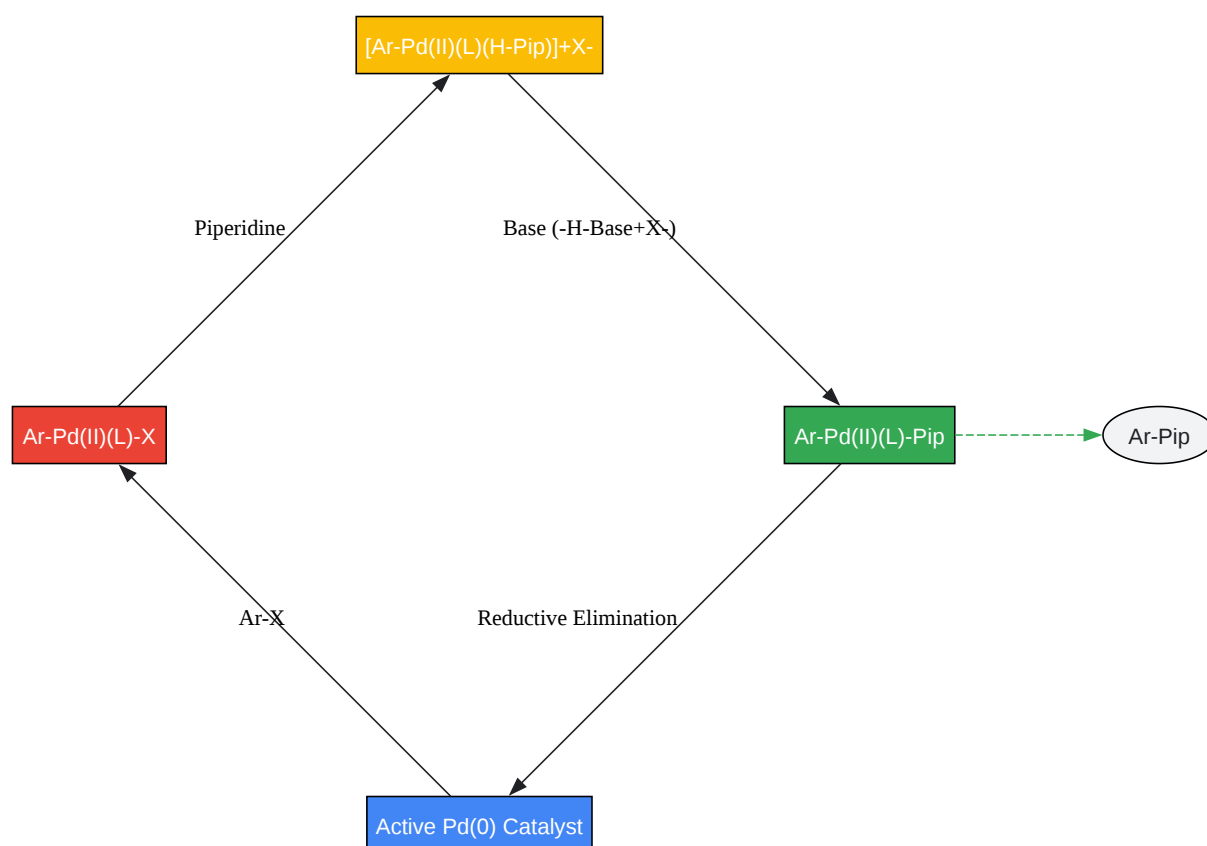 [Ar-Pd(II)(L)(H-Pip)]+X-
Piperidine
Base (-H-Base+X-)
Ar-Pd(II)(L)-X
Ar-Pd(II)(L)-Pip
Ar-Pip
Ar-X
Reductive Elimination
Active Pd(0) Catalyst